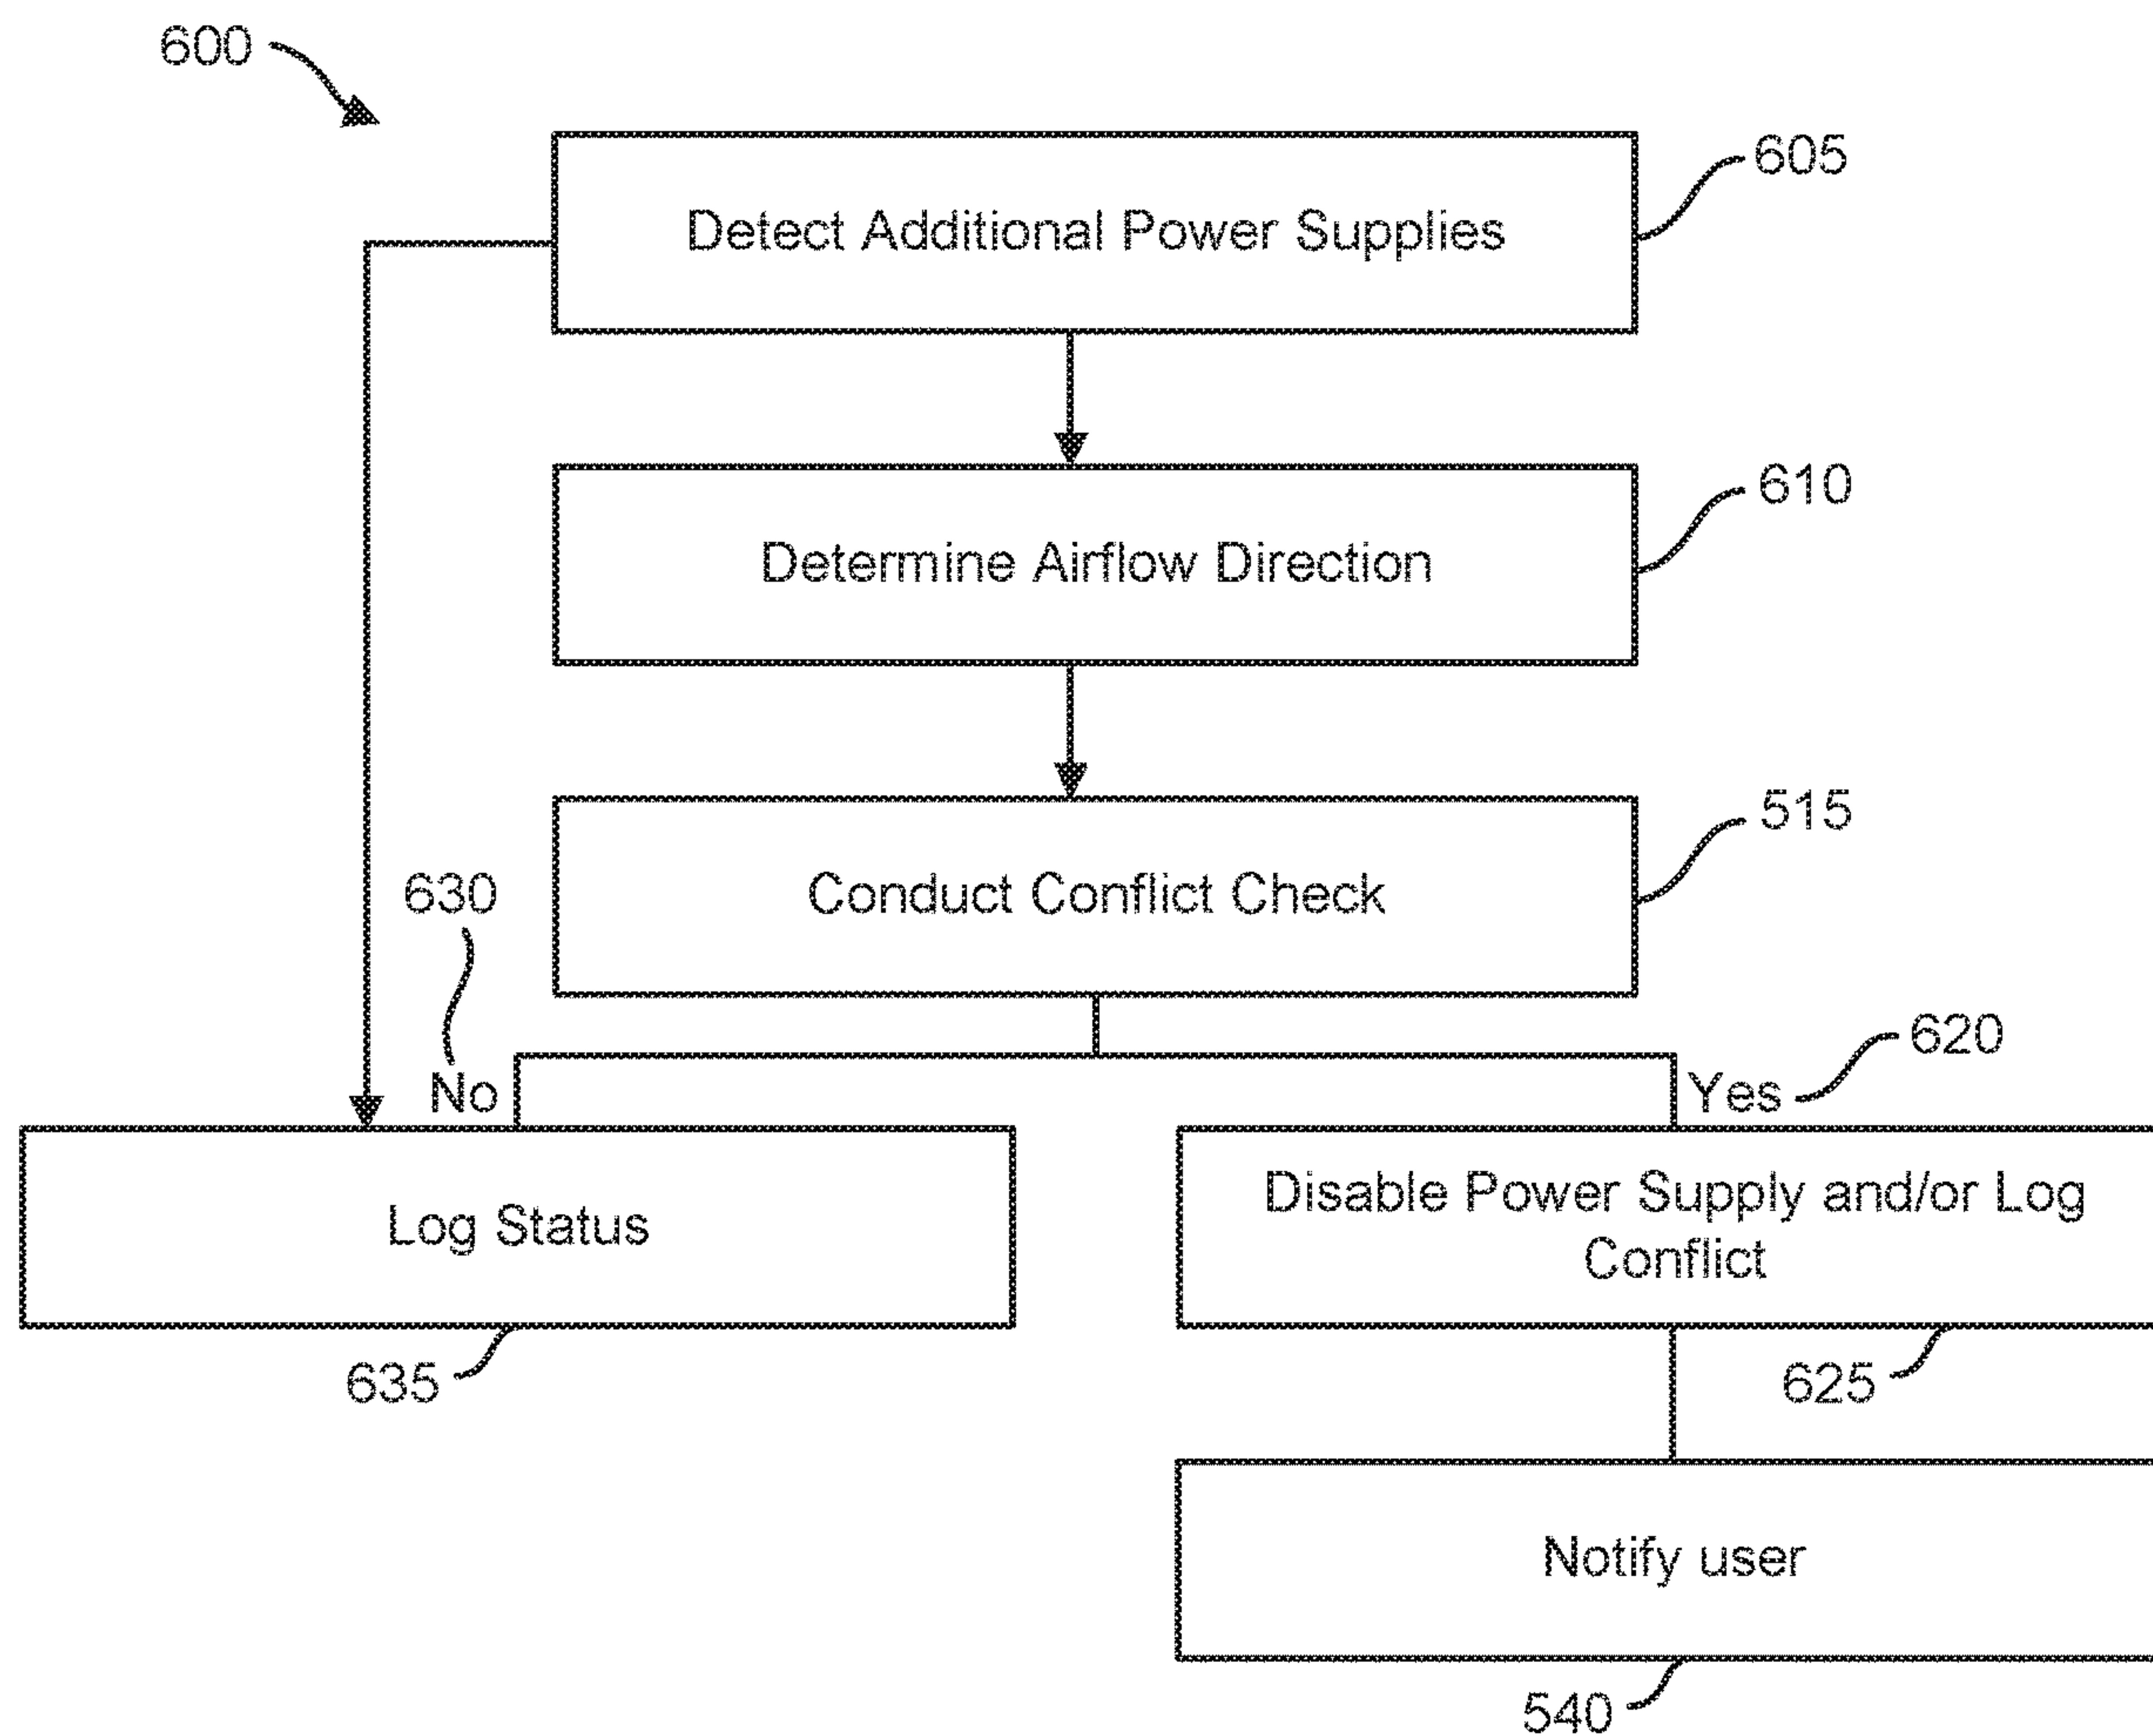 600
605
Detect Additional Power Supplies
610
Determine Airflow Direction
515
Conduct Conflict Check
630
620
No
Yes
Log Status
Disable Power Supply and/or Log
Conflict
635
625
Notify user
540